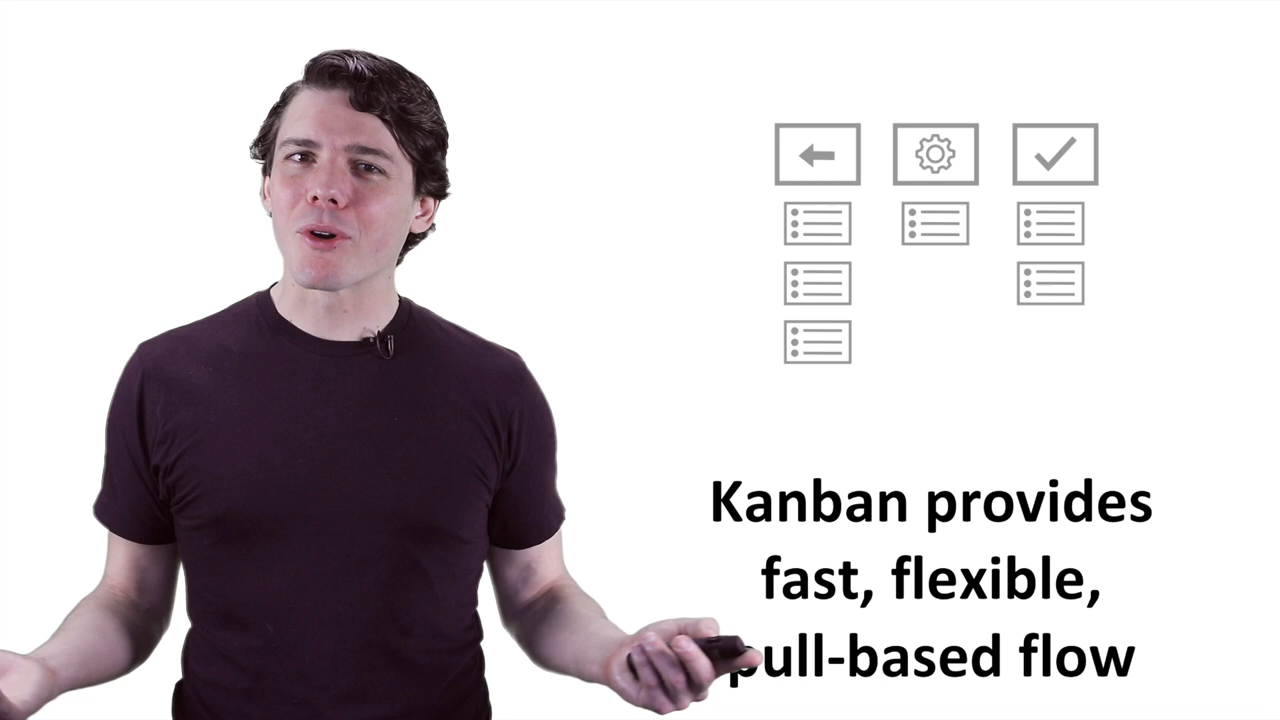 Kanban provides
fast, flexible,
pull-based flow